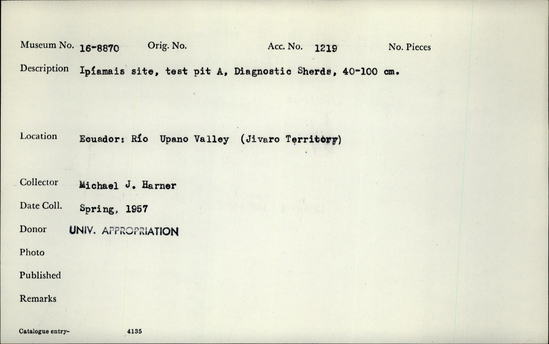 Museum No. 16-8870 Orig. No. Acc. No. 1219 No. Pieces
Description Ipíamais site, test pit A, Diagnostic Sherds, 40-100 cm.
Location Ecuador: Río Upano Valley (Jivaro Territory)
Collector Michael J. Harner
Date Coll. Spring, 1957
Donor UNIV. APPROPRIATION
Photo
Published
Remarks
Catalogue entry- 4135